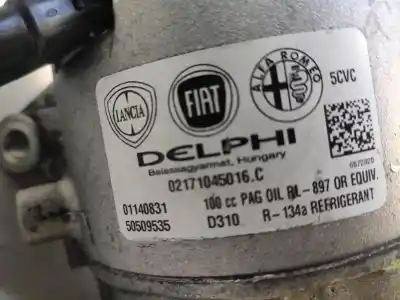 LANCIA
FIAT
ALFA ROMEO
5CVC
DELPHI
Balassagyarmat, Hungary
02171045016.C
01140831
100 cc PAG OIL BL-897 OR EQUIV.
50509535
D310
R-134a REFRIGERANT